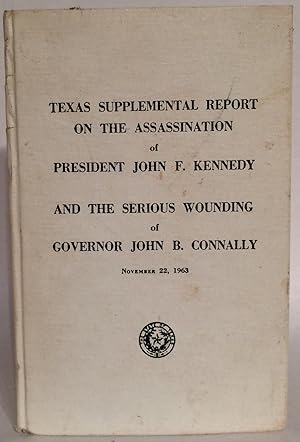 TEXAS SUPPLEMENTAL REPORT
ON THE ASSASSINATION
of
PRESIDENT JOHN F. KENNEDY
AND THE SERIOUS WOUNDING
of
GOVERNOR JOHN B. CONNALLY
NOVEMBER 22, 1963